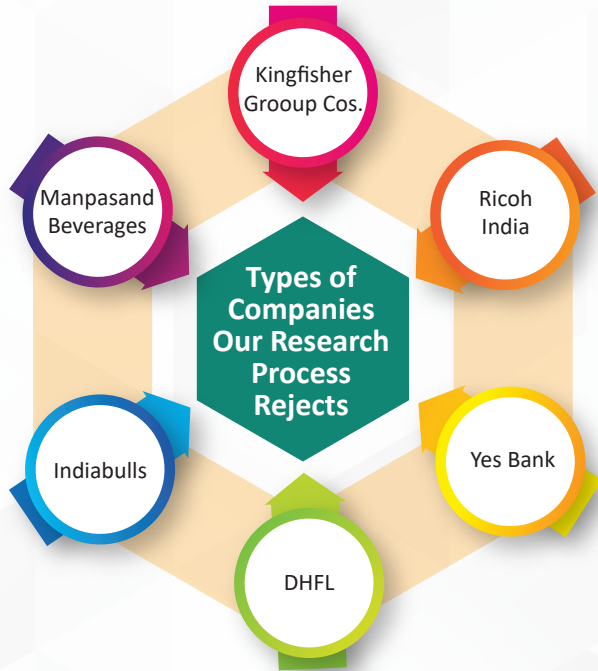 Kingfisher
Grooup Cos.
Manpasand
Beverages
Ricoh
India
Types of
Companies
Our Research
Process
Rejects
Indiabulls
Yes Bank
DHFL